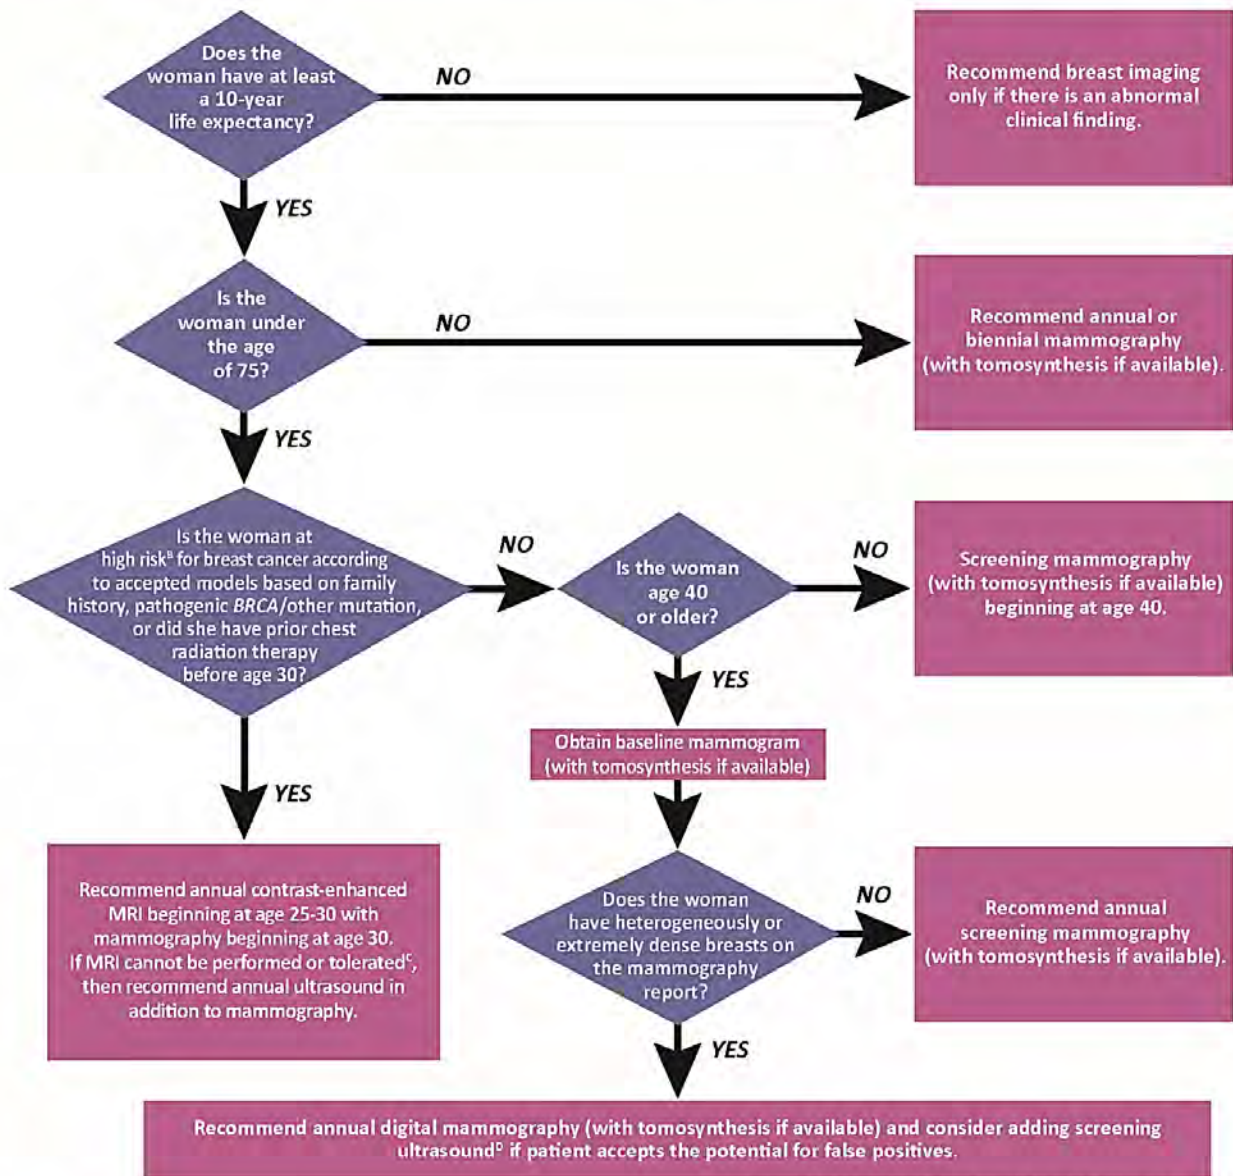 Does the
woman have at least
a 10-year
life expectancy?
NO
Recommend breast imaging
only if there is an abnormal
clinical finding.
YES
Is the
woman under
the age
of 75?
NO
Recommend annual or
biennial mammography
(with tomosynthesis if available).
YES
Is the woman at
high riskᴮ for breast cancer according
to accepted models based on family
history, pathogenic BRCA/other mutation,
or did she have prior chest
radiation therapy
before age 30?
NO
Is the woman
age 40
or older?
NO
Screening mammography
(with tomosynthesis if available)
beginning at age 40.
YES
Obtain baseline mammogram
(with tomosynthesis if available)
YES
Recommend annual contrast-enhanced
MRI beginning at age 25-30 with
mammography beginning at age 30.
If MRI cannot be performed or toleratedᶜ,
then recommend annual ultrasound in
addition to mammography.
Does the woman
have heterogeneously or
extremely dense breasts on
the mammography
report?
NO
Recommend annual
screening mammography
(with tomosynthesis if available).
YES
Recommend annual digital mammography (with tomosynthesis if available) and consider adding screening
ultrasoundᴰ if patient accepts the potential for false positives.